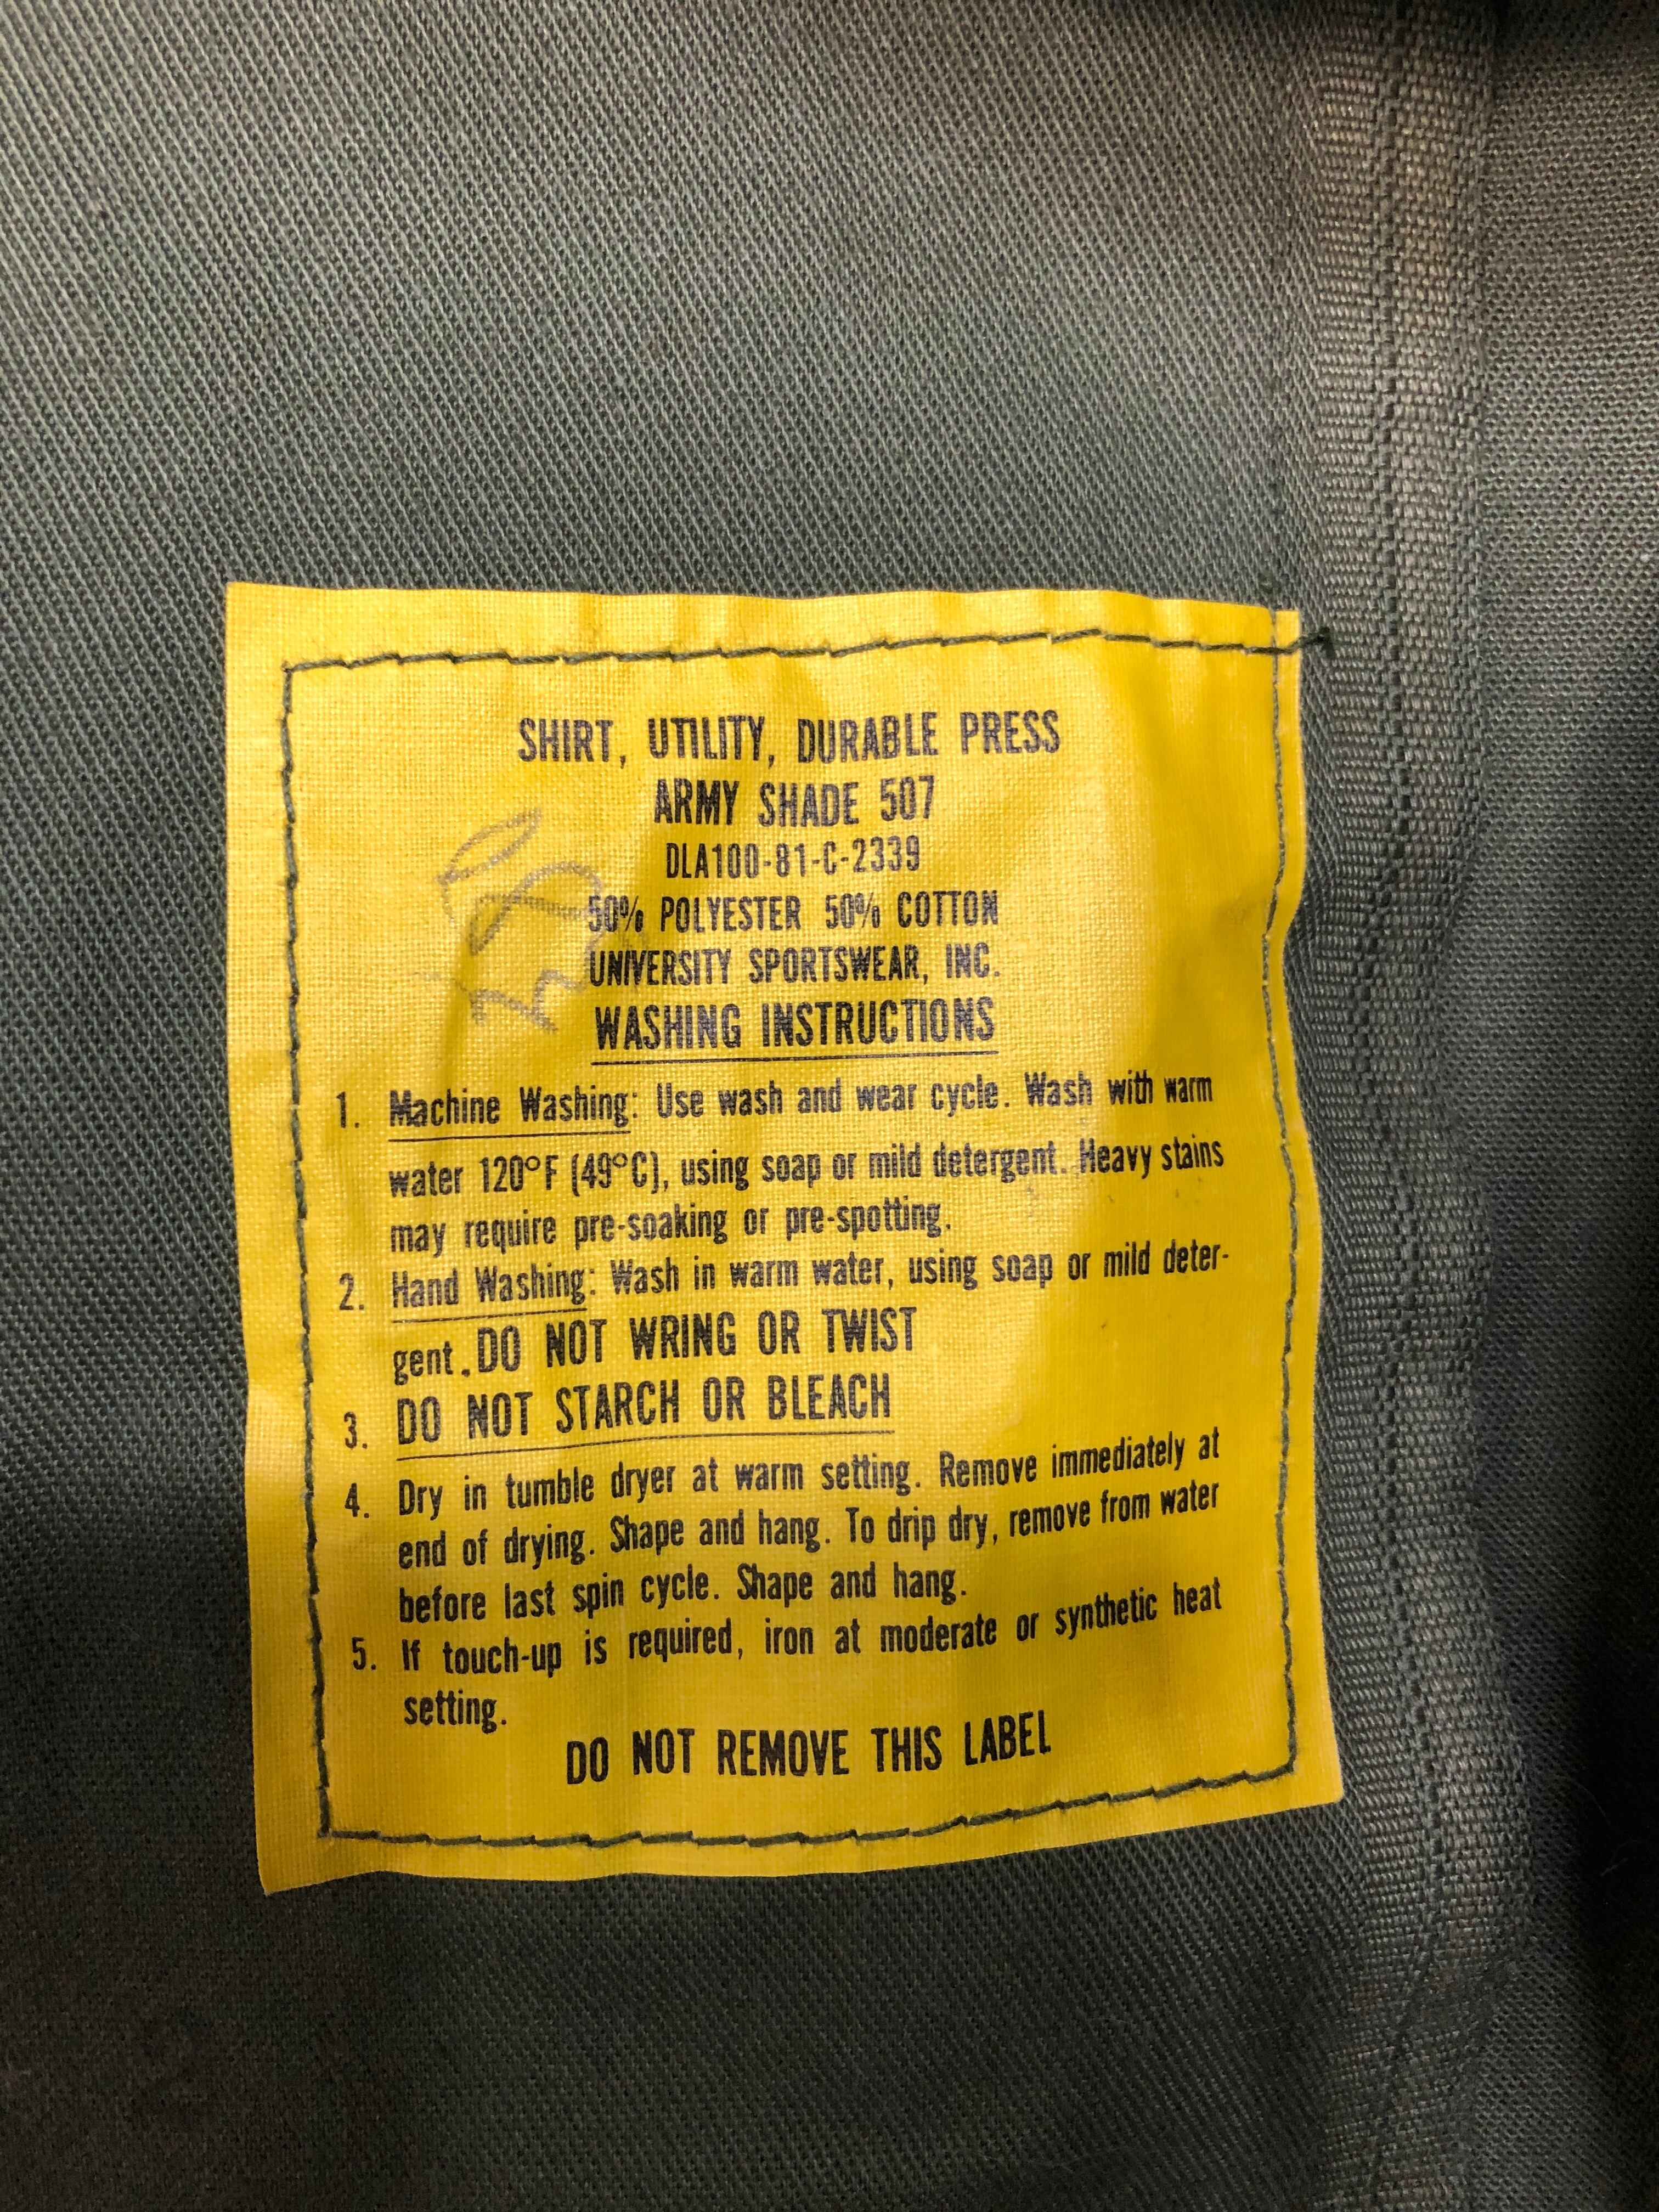 SHIRT, UTILITY, DURABLE PRESS
ARMY SHADE 507
DLA100-81-C-2339
50% POLYESTER 50% COTTON
UNIVERSITY SPORTSWEAR, INC.
WASHING INSTRUCTIONS
1. Machine Washing: Use wash and wear cycle. Wash with warm
water 120°F (49°C), using soap or mild detergent. Heavy stains
may require pre-soaking or pre-spotting.
2. Hand Washing: Wash in warm water, using soap or mild deter-
gent. DO NOT WRING OR TWIST
3. DO NOT STARCH OR BLEACH
4. Dry in tumble dryer at warm setting. Remove immediately at
end of drying. Shape and hang. To drip dry, remove from water
before last spin cycle. Shape and hang.
5. If touch-up is required, iron at moderate or synthetic heat
setting.
DO NOT REMOVE THIS LABEL